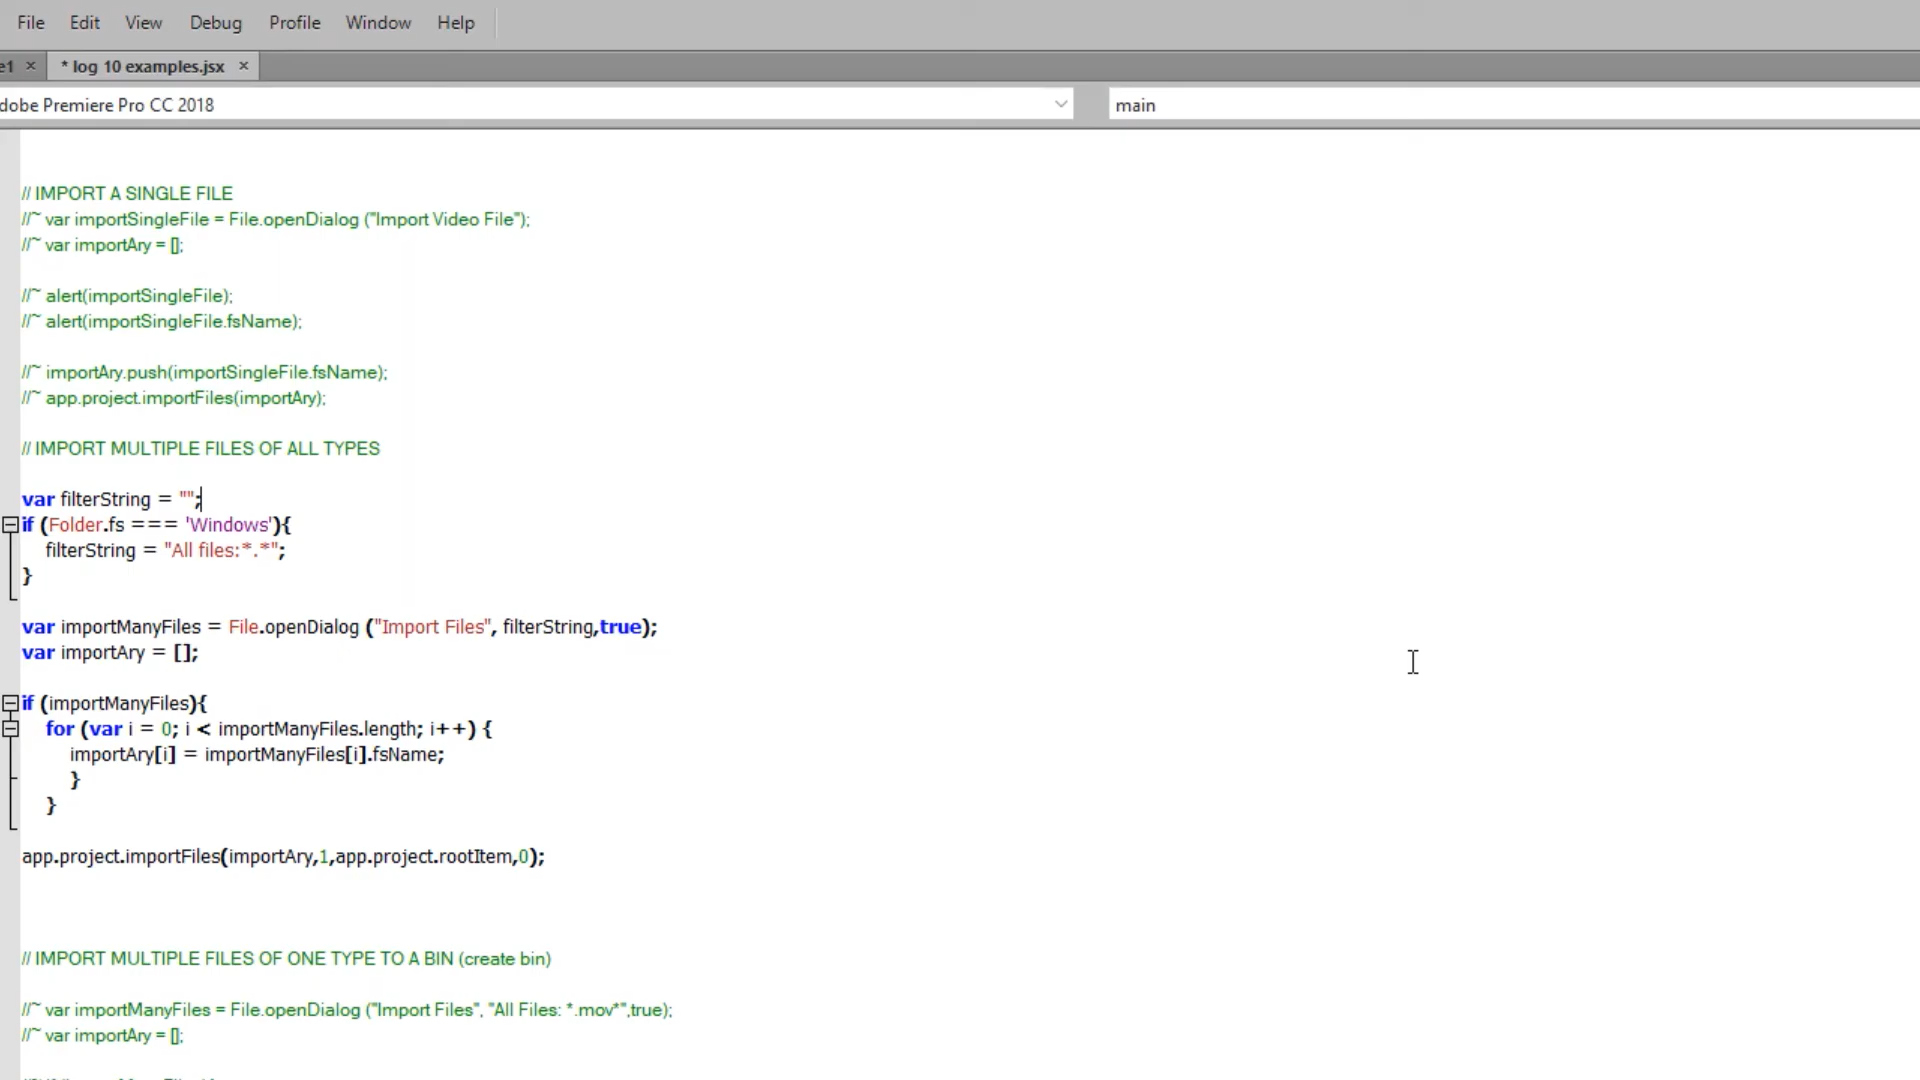 File Edit View Debug Profile Window Help
e1 × * log 10 examples.jsx ×
dobe Premiere Pro CC 2018 main
// IMPORT A SINGLE FILE
//~ var importSingleFile = File.openDialog ("Import Video File");
//~ var importAry = [];
//~ alert(importSingleFile);
//~ alert(importSingleFile.fsName);
//~ importAry.push(importSingleFile.fsName);
//~ app.project.importFiles(importAry);
// IMPORT MULTIPLE FILES OF ALL TYPES
var filterString = "";
if (Folder.fs === 'Windows'){
filterString = "All files:*.*";
}
var importManyFiles = File.openDialog ("Import Files", filterString,true);
var importAry = [];
if (importManyFiles){
for (var i = 0; i < importManyFiles.length; i++) {
importAry[i] = importManyFiles[i].fsName;
}
}
app.project.importFiles(importAry,1,app.project.rootItem,0);
// IMPORT MULTIPLE FILES OF ONE TYPE TO A BIN (create bin)
//~ var importManyFiles = File.openDialog ("Import Files", "All Files: *.mov*",true);
//~ var importAry = [];